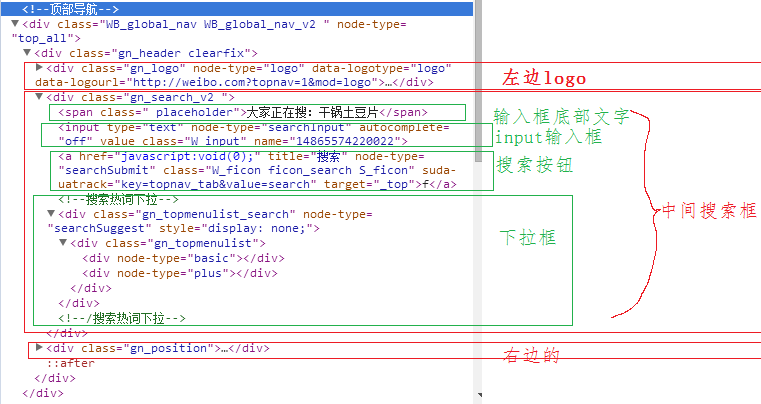 <!--顶部导航-->
<div class="WB_global_nav WB_global_nav_v2 " node-type=
"top_all">
<div class="gn_header clearfix">
<div class="gn_logo" node-type="logo" data-logotype="logo"
data-logourl="http://weibo.com?topnav=1&mod=logo">…</div>
左边logo
<div class="gn_search_v2 ">
<span class=" placeholder">大家正在搜：干锅土豆片</span>
输入框底部文字
<input type="text" node-type="searchInput" autocomplete=
"off" value class="W_input" name="14865574220022">
input输入框
<a href="javascript:void(0);" title="搜索" node-type=
"searchSubmit" class="W_ficon ficon_search S_ficon" suda-
uatrack="key=topnav_tab&value=search" target="_top">f</a>
搜索按钮
<!--搜索热词下拉-->
<div class="gn_topmenulist_search" node-type=
"searchSuggest" style="display: none;">
<div class="gn_topmenulist">
<div node-type="basic"></div>
<div node-type="plus"></div>
</div>
</div>
<!--/搜索热词下拉-->
下拉框
中间搜索框
</div>
<div class="gn_position">…</div>
右边的
::after
</div>
</div>